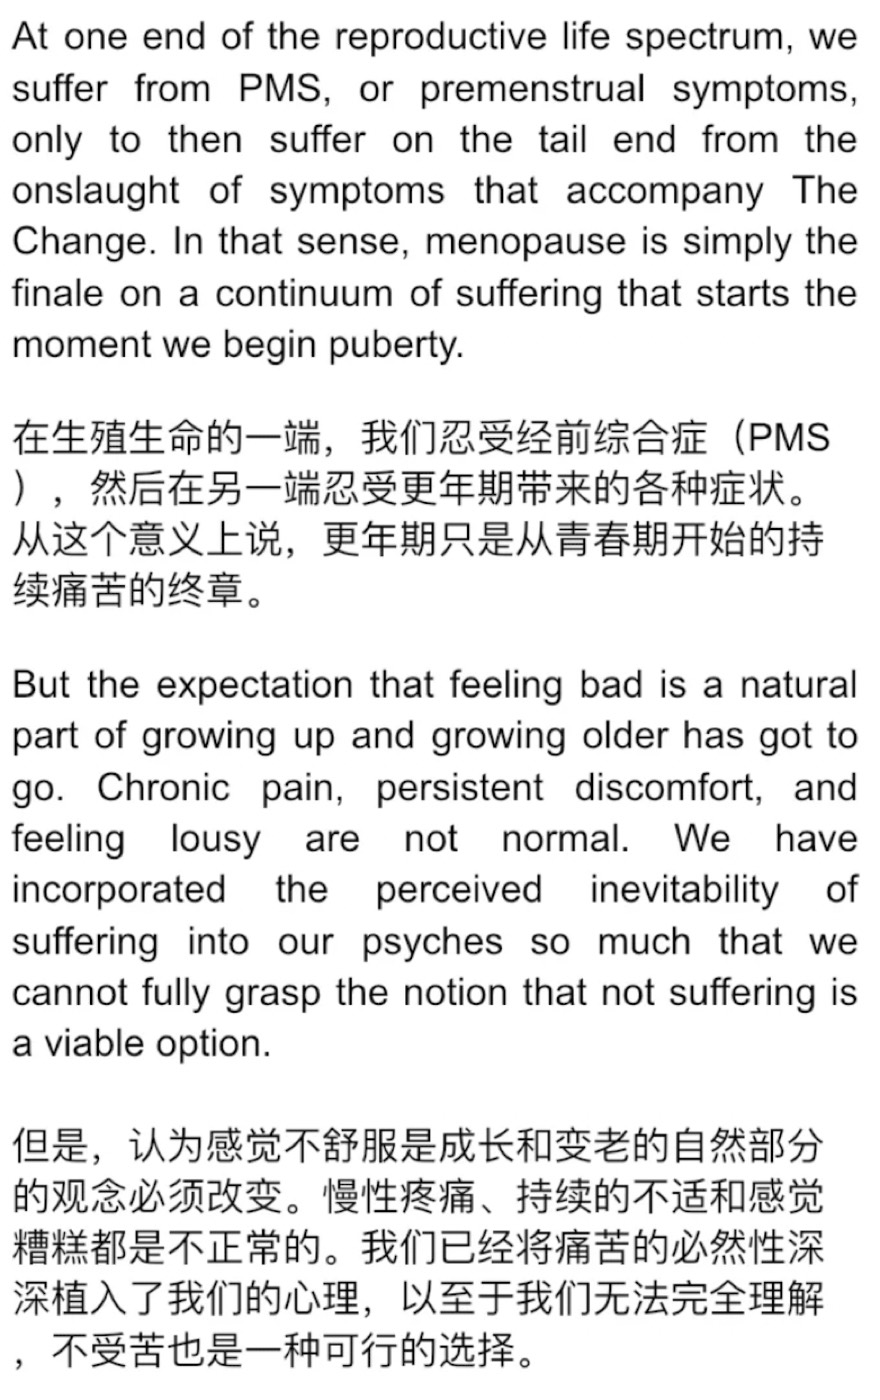 At one end of the reproductive life spectrum, we
suffer from PMS, or premenstrual symptoms,
only to then suffer on the tail end from the
onslaught of symptoms that accompany The
Change. In that sense, menopause is simply the
finale on a continuum of suffering that starts the
moment we begin puberty.
在生殖生命的一端，我们忍受经前综合症（PMS
），然后在另一端忍受更年期带来的各种症状。
从这个意义上说，更年期只是从青春期开始的持
续痛苦的终章。
But the expectation that feeling bad is a natural
part of growing up and growing older has got to
go. Chronic pain, persistent discomfort, and
feeling lousy are not normal. We have
incorporated the perceived inevitability of
suffering into our psyches so much that we
cannot fully grasp the notion that not suffering is
a viable option.
但是，认为感觉不舒服是成长和变老的自然部分
的观念必须改变。慢性疼痛、持续的不适和感觉
糟糕都是不正常的。我们已经将痛苦的必然性深
深植入了我们的心理，以至于我们无法完全理解
，不受苦也是一种可行的选择。